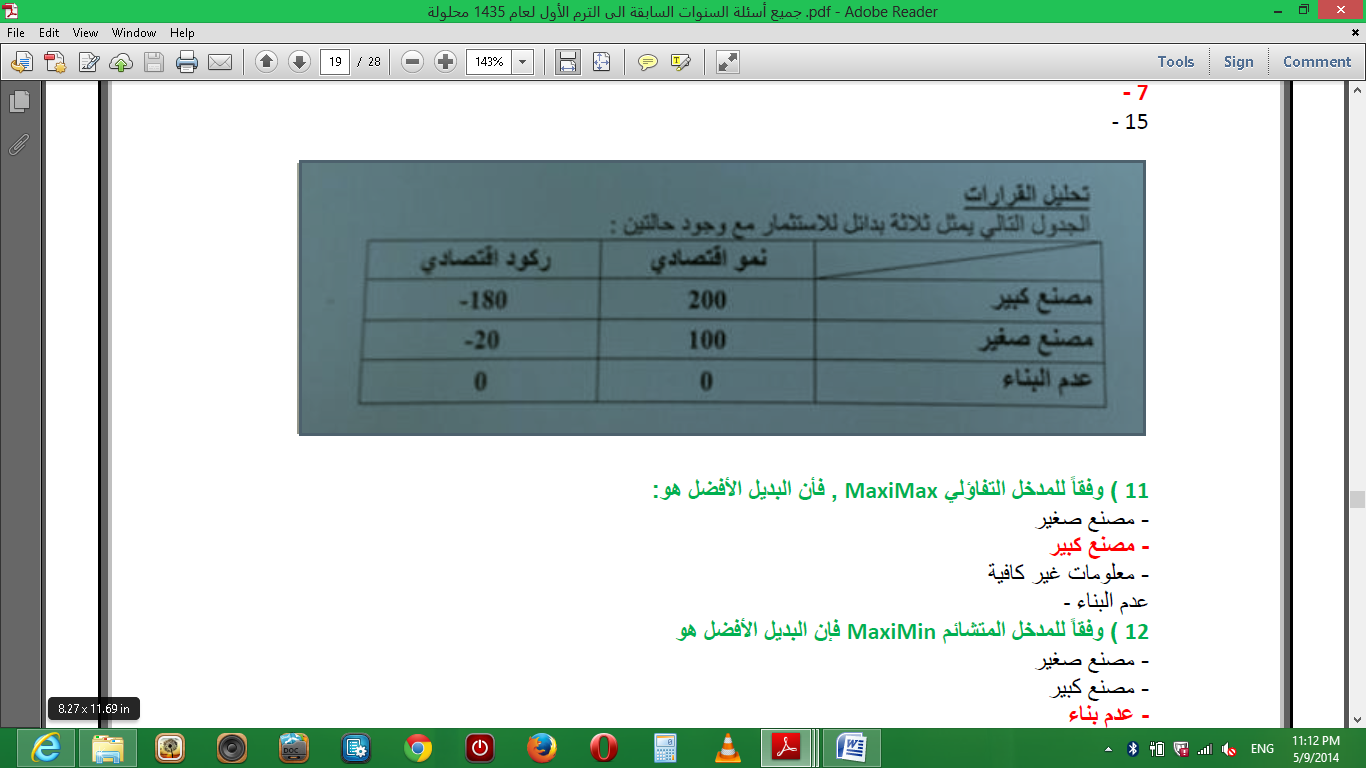 جميع أسئلة السنوات السابقة الى الترم الأول لعام 1435 محلولة .pdf - Adobe Reader
File Edit View Window Help
19 / 28 143% Tools Sign Comment
- 7
- 15
تحليل القرارات
الجدول التالي يمثل ثلاثة بدائل للاستثمار مع وجود حالتين :
نمو اقتصادي ركود اقتصادي
مصنع كبير 200 -180
مصنع صغير 100 -20
عدم البناء 0 0
11 ) وفقاً للمدخل التفاؤلي MaxiMax , فأن البديل الأفضل هو:
- مصنع صغير
- مصنع كبير
- معلومات غير كافية
عدم البناء -
12 ) وفقاً للمدخل المتشائم MaxiMin فإن البديل الأفضل هو
- مصنع صغير
- مصنع كبير
- عدم بناء
8.27 x 11.69 in
ENG 11:12 PM
5/9/2014